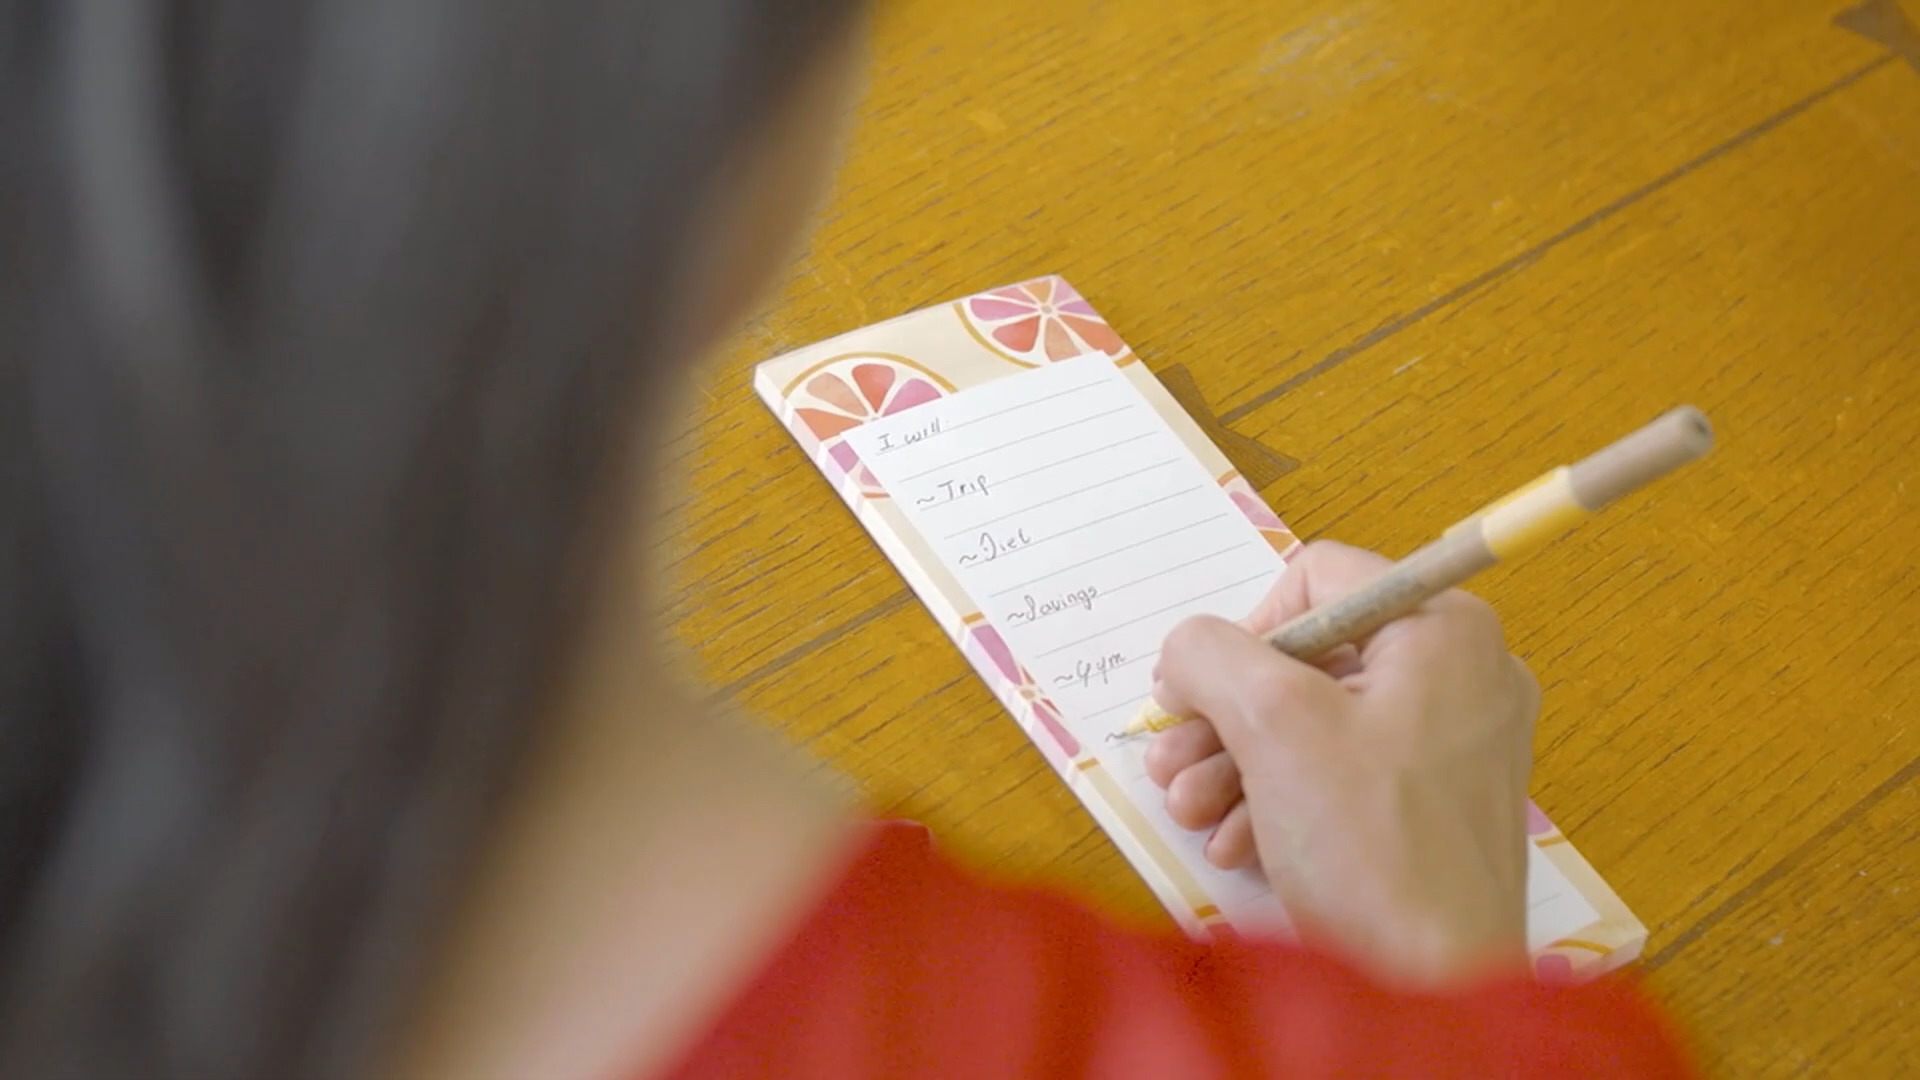 I will.
~ Trip
~ Diet
~ Savings
~ Gym
~